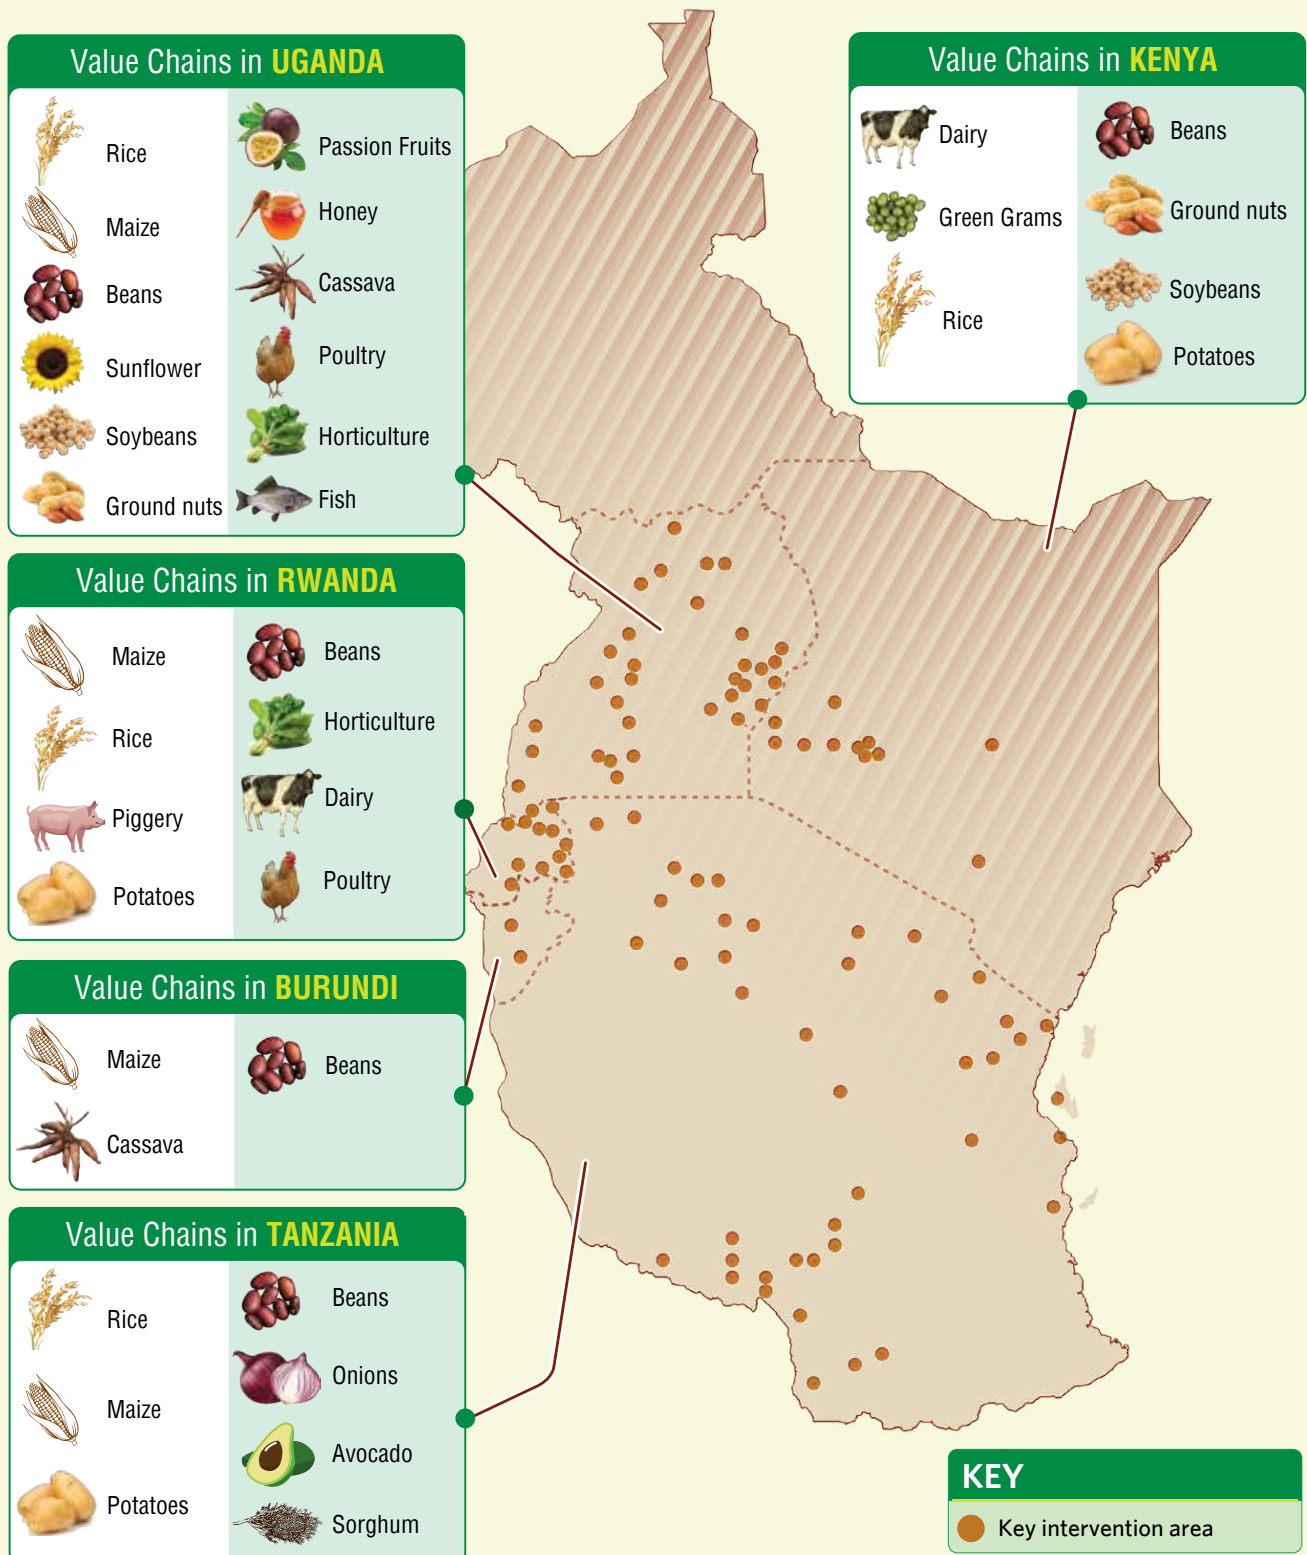 Value Chains in UGANDA
Rice
Maize
Beans
Sunflower
Soybeans
Ground nuts
Passion Fruits
Honey
Cassava
Poultry
Horticulture
Fish
Value Chains in KENYA
Dairy
Green Grams
Rice
Beans
Ground nuts
Soybeans
Potatoes
Value Chains in RWANDA
Maize
Rice
Piggery
Potatoes
Beans
Horticulture
Dairy
Poultry
Value Chains in BURUNDI
Maize
Cassava
Beans
Value Chains in TANZANIA
Rice
Maize
Potatoes
Beans
Onions
Avocado
Sorghum
KEY
Key intervention area